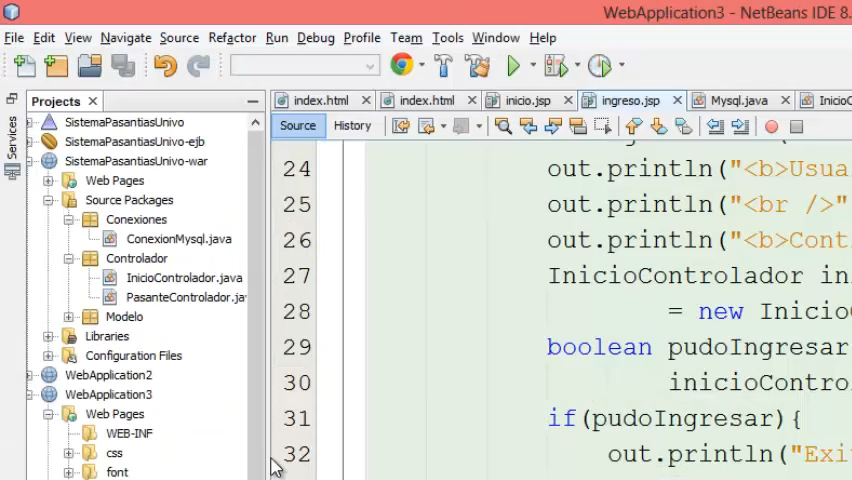 WebApplication3 - NetBeans IDE 8.
File Edit View Navigate Source Refactor Run Debug Profile Team Tools Window Help
Services
Projects
SistemaPasantiasUnivo
SistemaPasantiasUnivo-ejb
SistemaPasantiasUnivo-war
Web Pages
Source Packages
Conexiones
ConexionMysql.java
Controlador
InicioControlador.java
PasanteControlador.ja
Modelo
Libraries
Configuration Files
WebApplication2
WebApplication3
Web Pages
WEB-INF
css
font
index.html index.html inicio.jsp ingreso.jsp Mysql.java InicioC
Source History
24 out.println("<b>Usua
25 out.println("<br />"
26 out.println("<b>Cont
27 InicioControlador in
28 = new InicioC
29 boolean pudoIngresar
30 inicioContro
31 if(pudoIngresar){
32 out.println("Exi